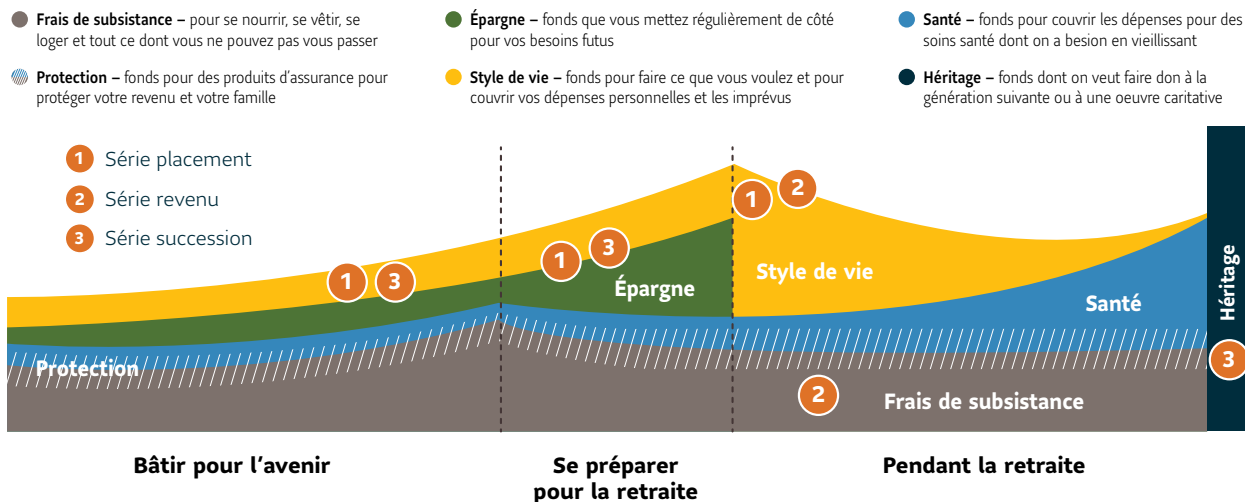 Frais de subsistance – pour se nourrir, se vêtir, se
loger et tout ce dont vous ne pouvez pas vous passer
Protection – fonds pour des produits d'assurance pour
protéger votre revenu et votre famille
Épargne – fonds que vous mettez régulièrement de côté
pour vos besoins futus
Style de vie – fonds pour faire ce que vous voulez et pour
couvrir vos dépenses personnelles et les imprévus
Santé – fonds pour couvrir les dépenses pour des
soins santé dont on a besion en vieillissant
Héritage – fonds dont on veut faire don à la
génération suivante ou à une oeuvre caritative
1 Série placement
2 Série revenu
3 Série succession
1 3
1 3
1 2
Épargne
Style de vie
Santé
Héritage
Protection
3
2
Frais de subsistance
Bâtir pour l'avenir
Se préparer
pour la retraite
Pendant la retraite